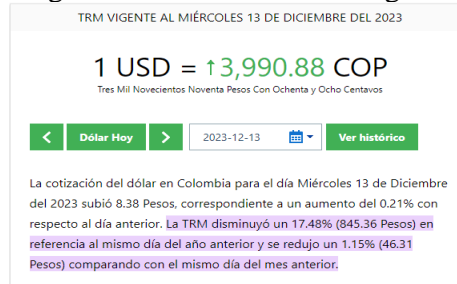 TRM VIGENTE AL MIÉRCOLES 13 DE DICIEMBRE DEL 2023
1 USD = ↑3,990.88 COP
Tres Mil Novecientos Noventa Pesos Con Ochenta y Ocho Centavos
< Dólar Hoy > 2023-12-13 Ver histórico
La cotización del dólar en Colombia para el día Miércoles 13 de Diciembre
del 2023 subió 8.38 Pesos, correspondiente a un aumento del 0.21% con
respecto al día anterior. La TRM disminuyó un 17.48% (845.36 Pesos) en
referencia al mismo día del año anterior y se redujo un 1.15% (46.31
Pesos) comparando con el mismo día del mes anterior.